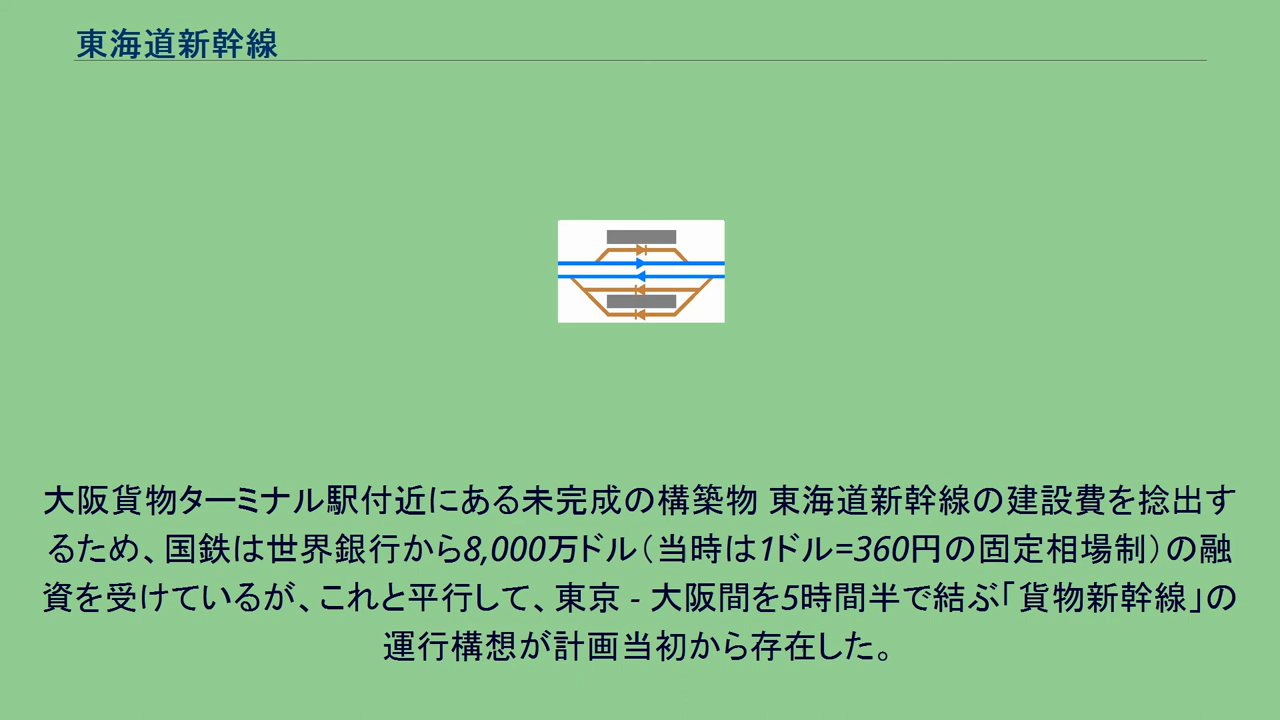 東海道新幹線
大阪貨物ターミナル駅付近にある未完成の構築物 東海道新幹線の建設費を捻出す
るため、国鉄は世界銀行から8,000万ドル（当時は1ドル=360円の固定相場制）の融
資を受けているが、これと平行して、東京 - 大阪間を5時間半で結ぶ｢貨物新幹線｣の
運行構想が計画当初から存在した。